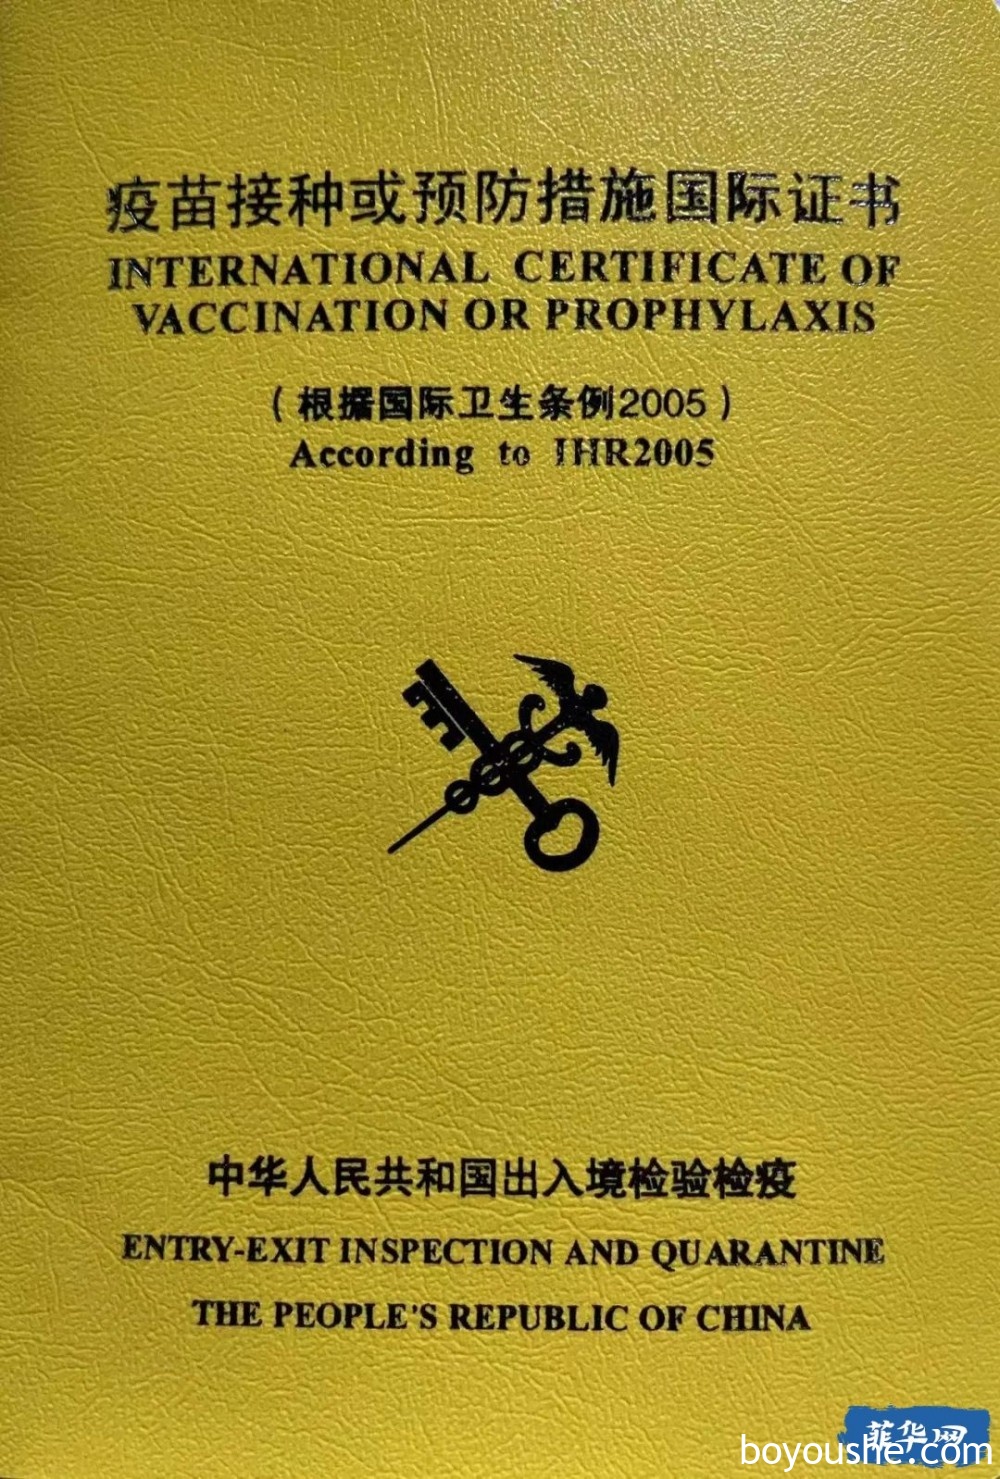 疫苗接种或预防措施国际证书
INTERNATIONAL CERTIFICATE OF
VACCINATION OR PROPHYLAXIS
(根据国际卫生条例2005)
According to IHR2005
中华人民共和国出入境检验检疫
ENTRY-EXIT INSPECTION AND QUARANTINE
THE PEOPLE'S REPUBLIC OF CHINA
菲华网
boyoushe.com